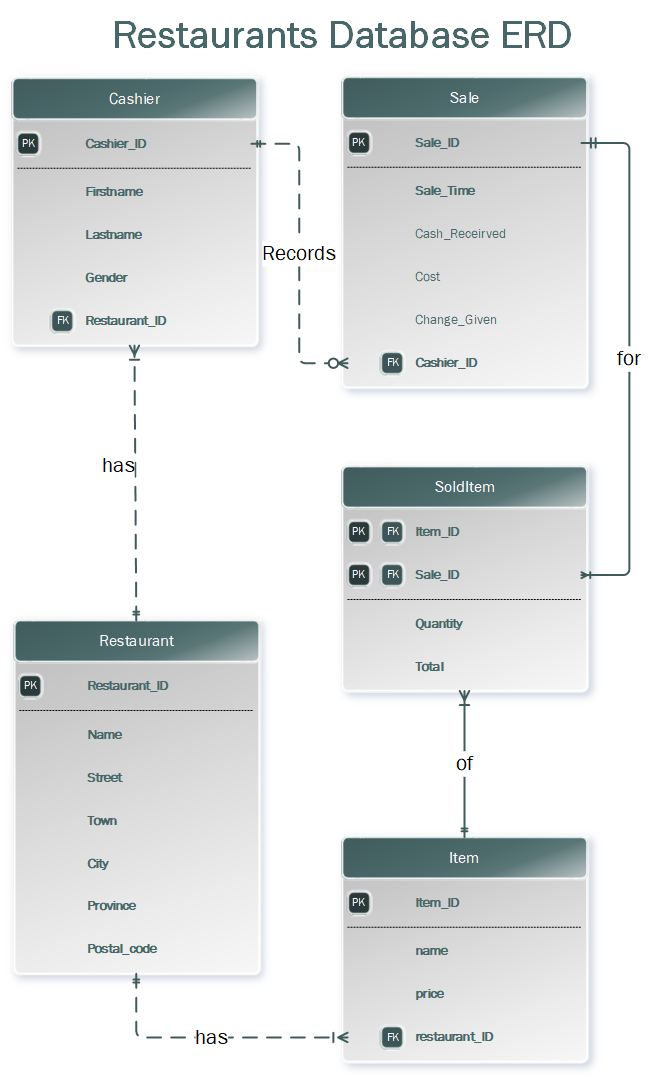 Restaurants Database ERD
Cashier
PK Cashier_ID
Firstname
Lastname
Gender
FK Restaurant_ID
Records
Sale
PK Sale_ID
Sale_Time
Cash_Receirved
Cost
Change_Given
FK Cashier_ID
for
has
SoldItem
PK FK Item_ID
PK FK Sale_ID
Quantity
Total
of
Restaurant
PK Restaurant_ID
Name
Street
Town
City
Province
Postal_code
has
Item
PK Item_ID
name
price
FK restaurant_ID